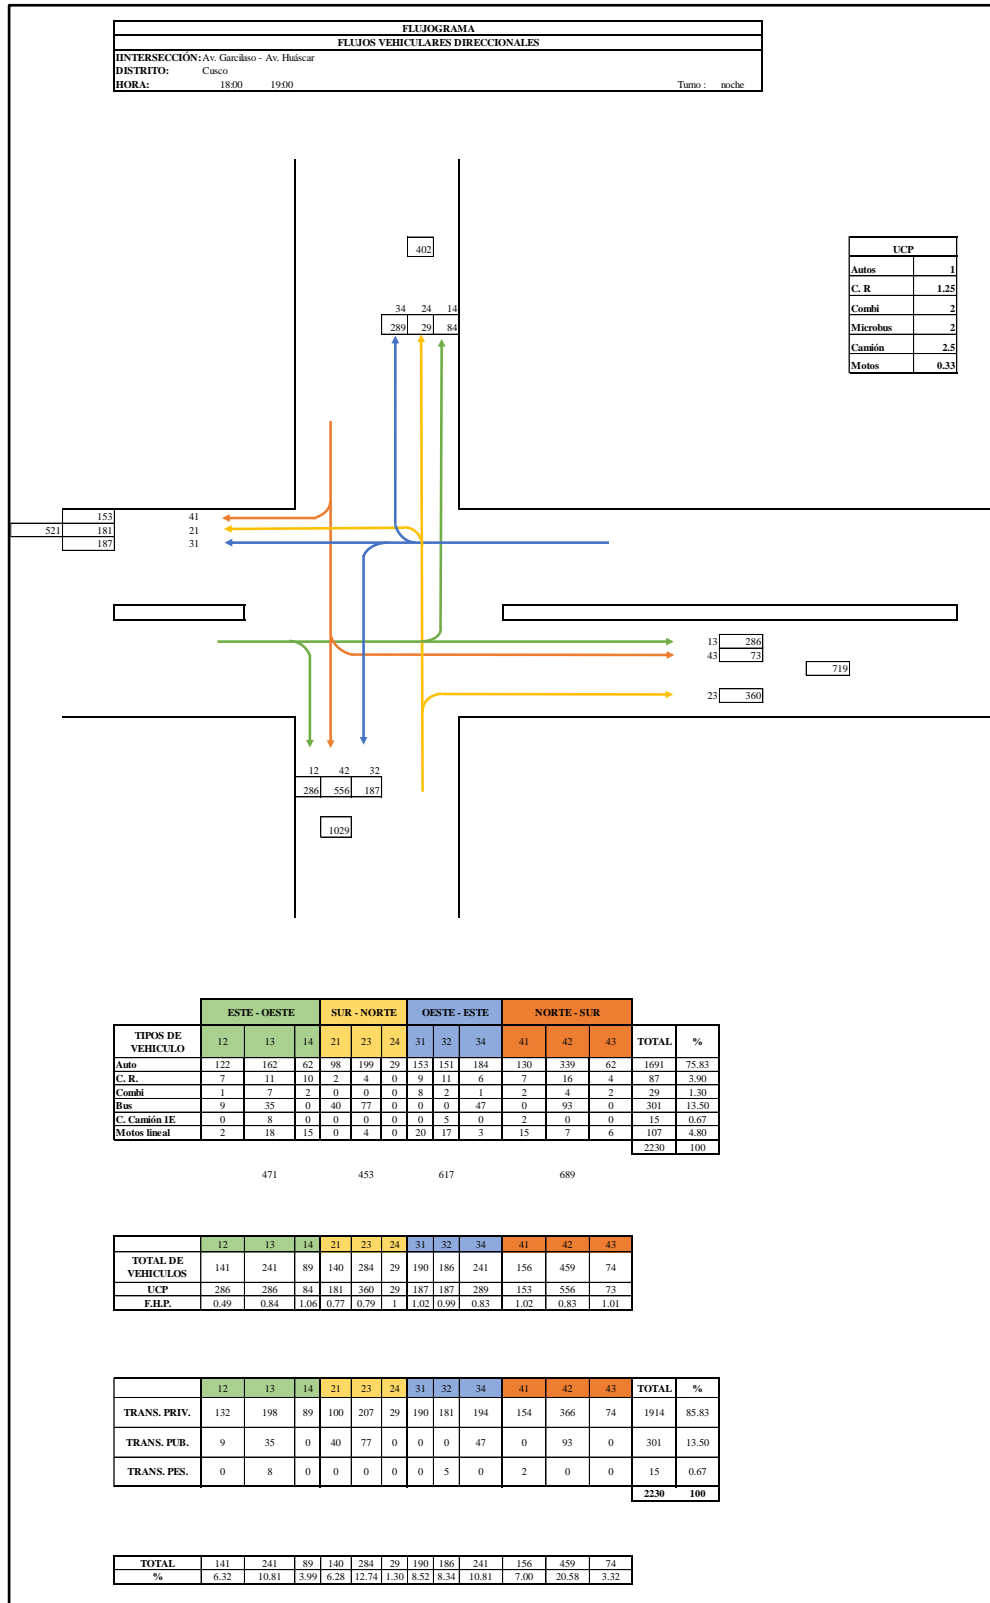 FLUJOGRAMA
FLUJOS VEHICULARES DIRECCIONALES
IINTERSECCIÓN: Av. Garcilaso - Av. Huáscar
DISTRITO: Cusco
HORA: 18:00 19:00 Turno : noche
402
UCP
Autos 1
C. R 1.25
Combi 2
Microbus 2
Camión 2.5
Motos 0.33
34 24 14
289 29 84
153 41
521 181 21
187 31
13 286
43 73
719
23 360
12 42 32
286 556 187
1029
ESTE - OESTE SUR - NORTE OESTE - ESTE NORTE - SUR
TIPOS DE VEHICULO 12 13 14 21 23 24 31 32 34 41 42 43 TOTAL %
Auto 122 162 62 98 199 29 153 151 184 130 339 62 1691 75.83
C. R. 7 11 10 2 4 0 9 11 6 7 16 4 87 3.90
Combi 1 7 2 0 0 0 8 2 1 2 4 2 29 1.30
Bus 9 35 0 40 77 0 0 0 47 0 93 0 301 13.50
C. Camión 1E 0 8 0 0 0 0 0 5 0 2 0 0 15 0.67
Motos lineal 2 18 15 0 4 0 20 17 3 15 7 6 107 4.80
2230 100
471 453 617 689
12 13 14 21 23 24 31 32 34 41 42 43
TOTAL DE VEHICULOS 141 241 89 140 284 29 190 186 241 156 459 74
UCP 286 286 84 181 360 29 187 187 289 153 556 73
F.H.P. 0.49 0.84 1.06 0.77 0.79 1 1.02 0.99 0.83 1.02 0.83 1.01
12 13 14 21 23 24 31 32 34 41 42 43 TOTAL %
TRANS. PRIV. 132 198 89 100 207 29 190 181 194 154 366 74 1914 85.83
TRANS. PUB. 9 35 0 40 77 0 0 0 47 0 93 0 301 13.50
TRANS. PES. 0 8 0 0 0 0 0 5 0 2 0 0 15 0.67
2230 100
TOTAL 141 241 89 140 284 29 190 186 241 156 459 74
% 6.32 10.81 3.99 6.28 12.74 1.30 8.52 8.34 10.81 7.00 20.58 3.32